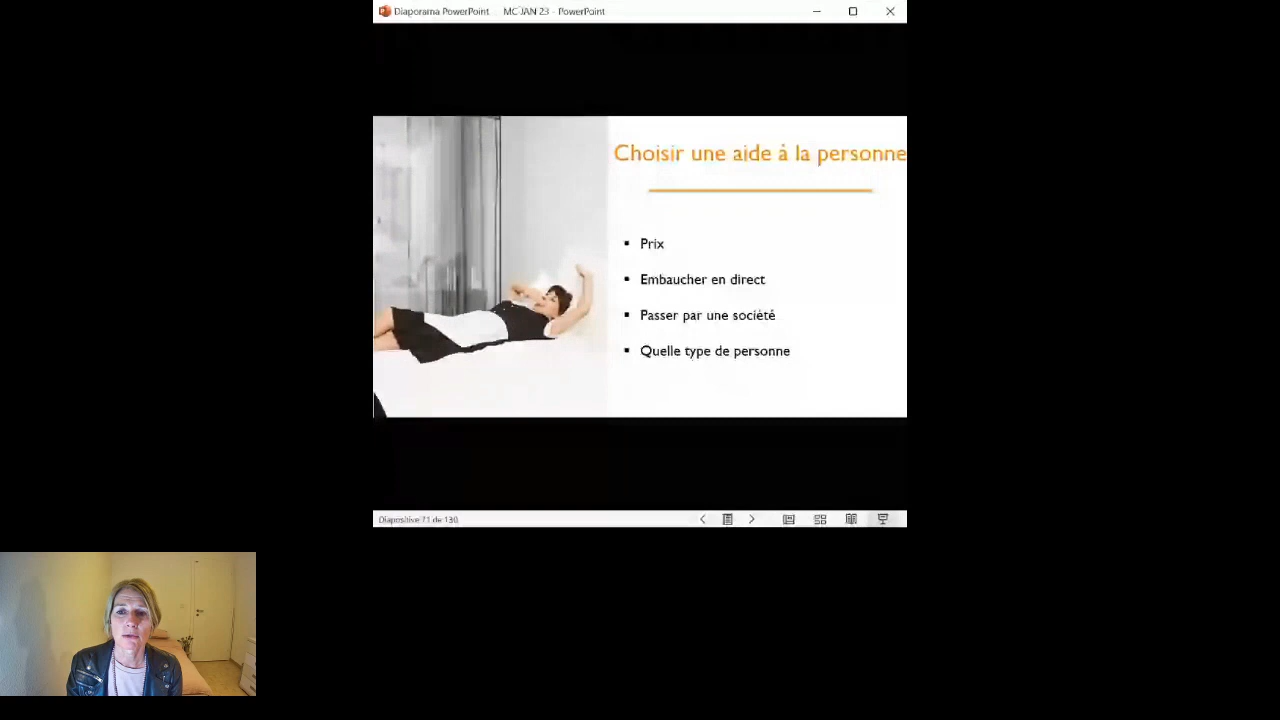 Diaporama PowerPoint - MC JAN 23 - PowerPoint
Choisir une aide à la personne
▪ Prix
▪ Embaucher en direct
▪ Passer par une société
▪ Quelle type de personne
Diapositive 71 de 130